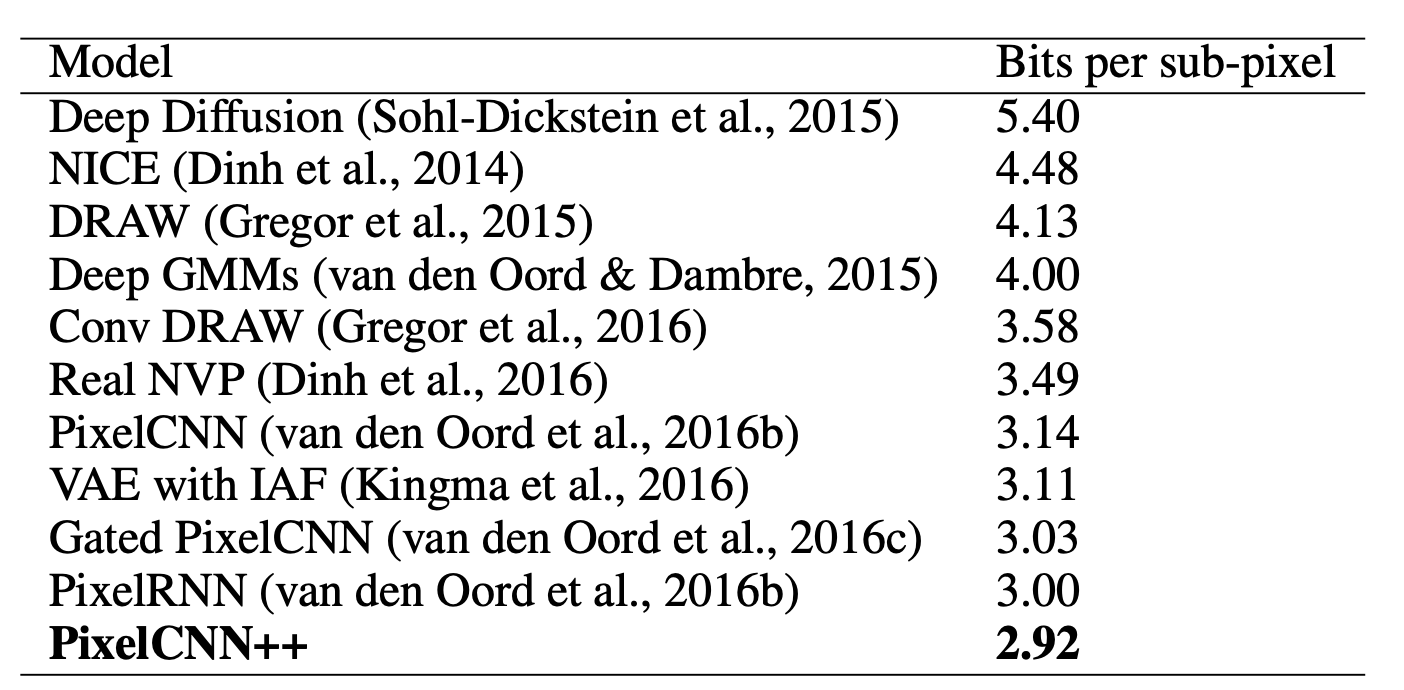 Model Bits per sub-pixel
Deep Diffusion (Sohl-Dickstein et al., 2015) 5.40
NICE (Dinh et al., 2014) 4.48
DRAW (Gregor et al., 2015) 4.13
Deep GMMs (van den Oord & Dambre, 2015) 4.00
Conv DRAW (Gregor et al., 2016) 3.58
Real NVP (Dinh et al., 2016) 3.49
PixelCNN (van den Oord et al., 2016b) 3.14
VAE with IAF (Kingma et al., 2016) 3.11
Gated PixelCNN (van den Oord et al., 2016c) 3.03
PixelRNN (van den Oord et al., 2016b) 3.00
PixelCNN++ 2.92